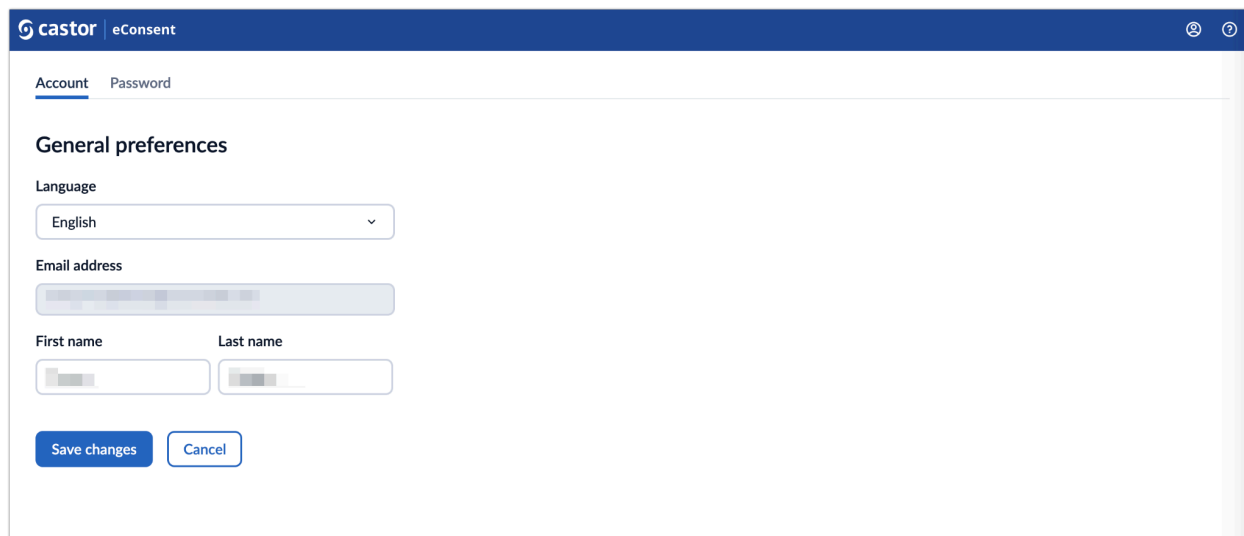 castor | eConsent
Account Password
General preferences
Language
English
Email address
First name Last name
Save changes Cancel